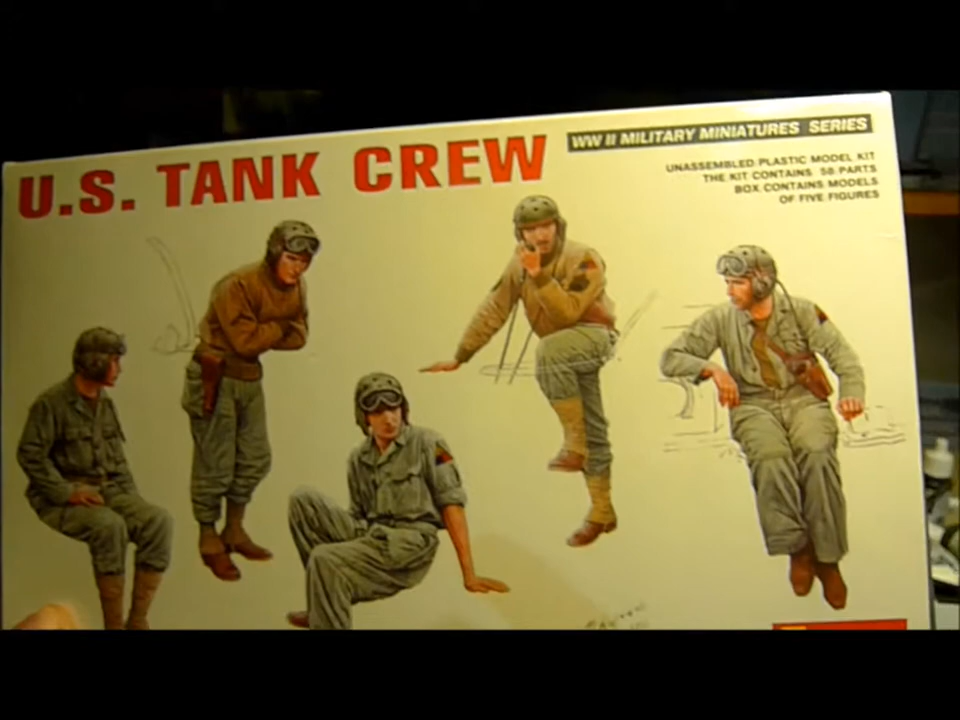 U.S. TANK CREW
WW II MILITARY MINIATURES SERIES
UNASSEMBLED PLASTIC MODEL KIT
THE KIT CONTAINS 58 PARTS
BOX CONTAINS MODELS
OF FIVE FIGURES